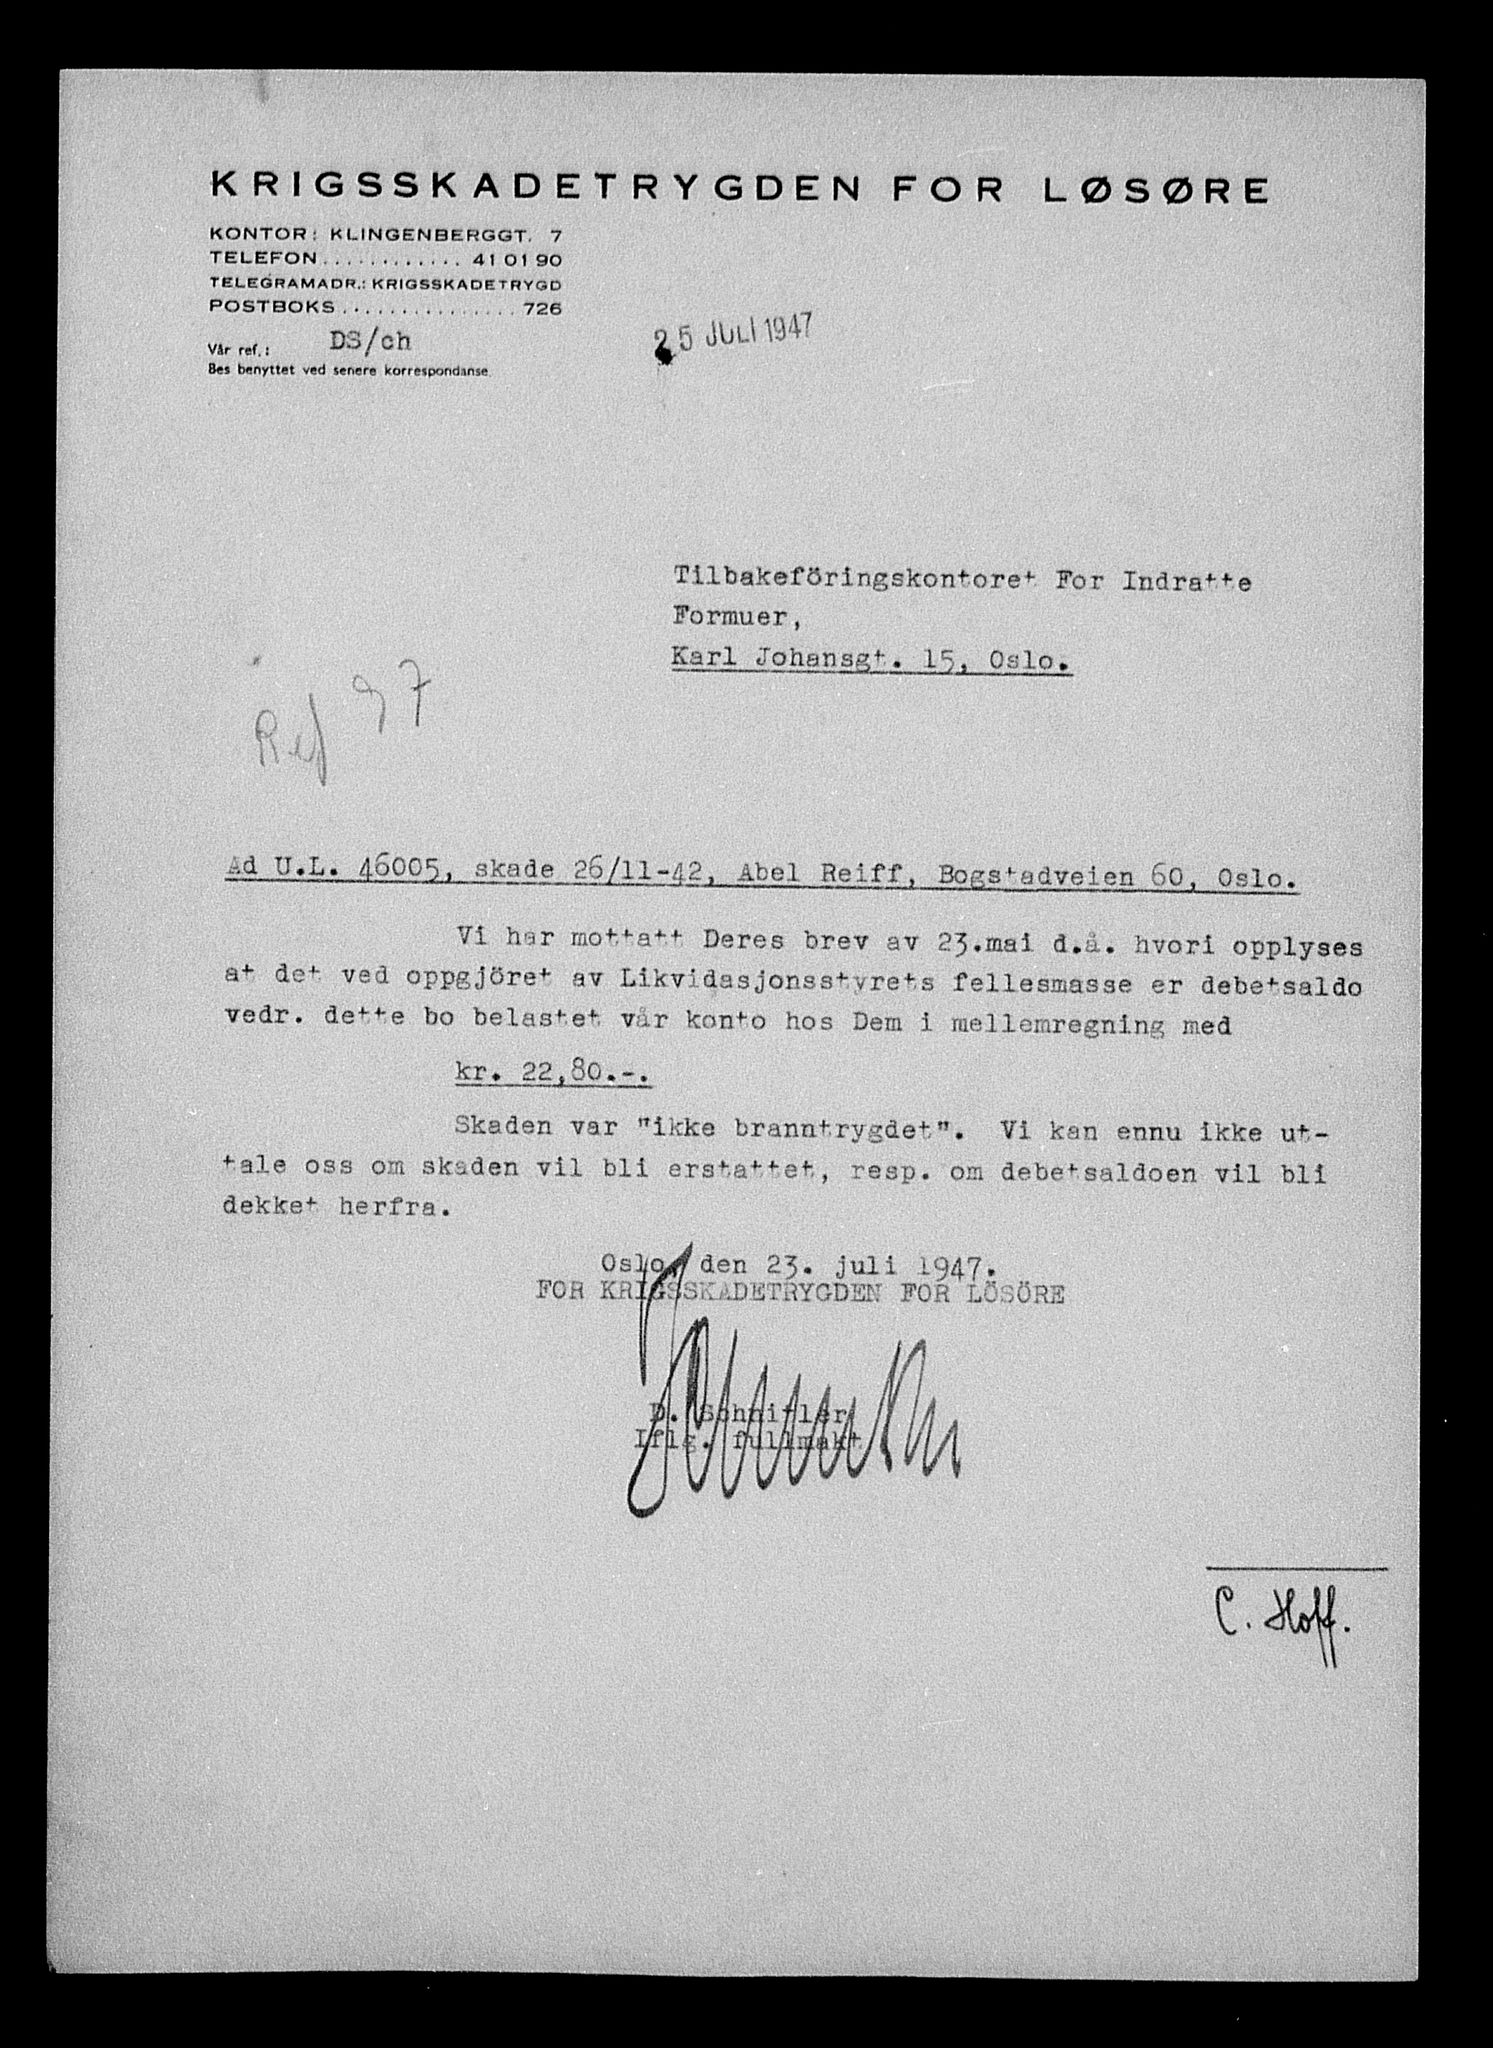 KRIGSSKADETRYGDEN FOR LØSØRE
KONTOR: KLINGENBERGGT. 7
TELEFON............ 41 01 90
TELEGRAMADR.: KRIGSSKADETRYGD
POSTBOKS............... 726
Vår ref.: DS/ch
Bes benyttet ved senere korrespondanse.
25 JULI 1947
Tilbakeföringskontoret For Indratte
Formuer,
Karl Johansgt. 15, Oslo.
Ref 97
Ad U.L. 46005, skade 26/11-42, Abel Reiff, Bogstadveien 60, Oslo.
Vi har mottatt Deres brev av 23.mai d.å. hvori opplyses
at det ved oppgjöret av Likvidasjonsstyrets fellesmasse er debetsaldo
vedr. dette bo belastet vår konto hos Dem i mellemregning med
kr. 22,80.-.
Skaden var "ikke branntrygdet". Vi kan ennu ikke ut-
tale oss om skaden vil bli erstattet, resp. om debetsaldoen vil bli
dekket herfra.
Oslo, den 23. juli 1947.
FOR KRIGSSKADETRYGDEN FOR LÖSÖRE
D. Schnitler
Iflg. fullmakt
C. Hoff.